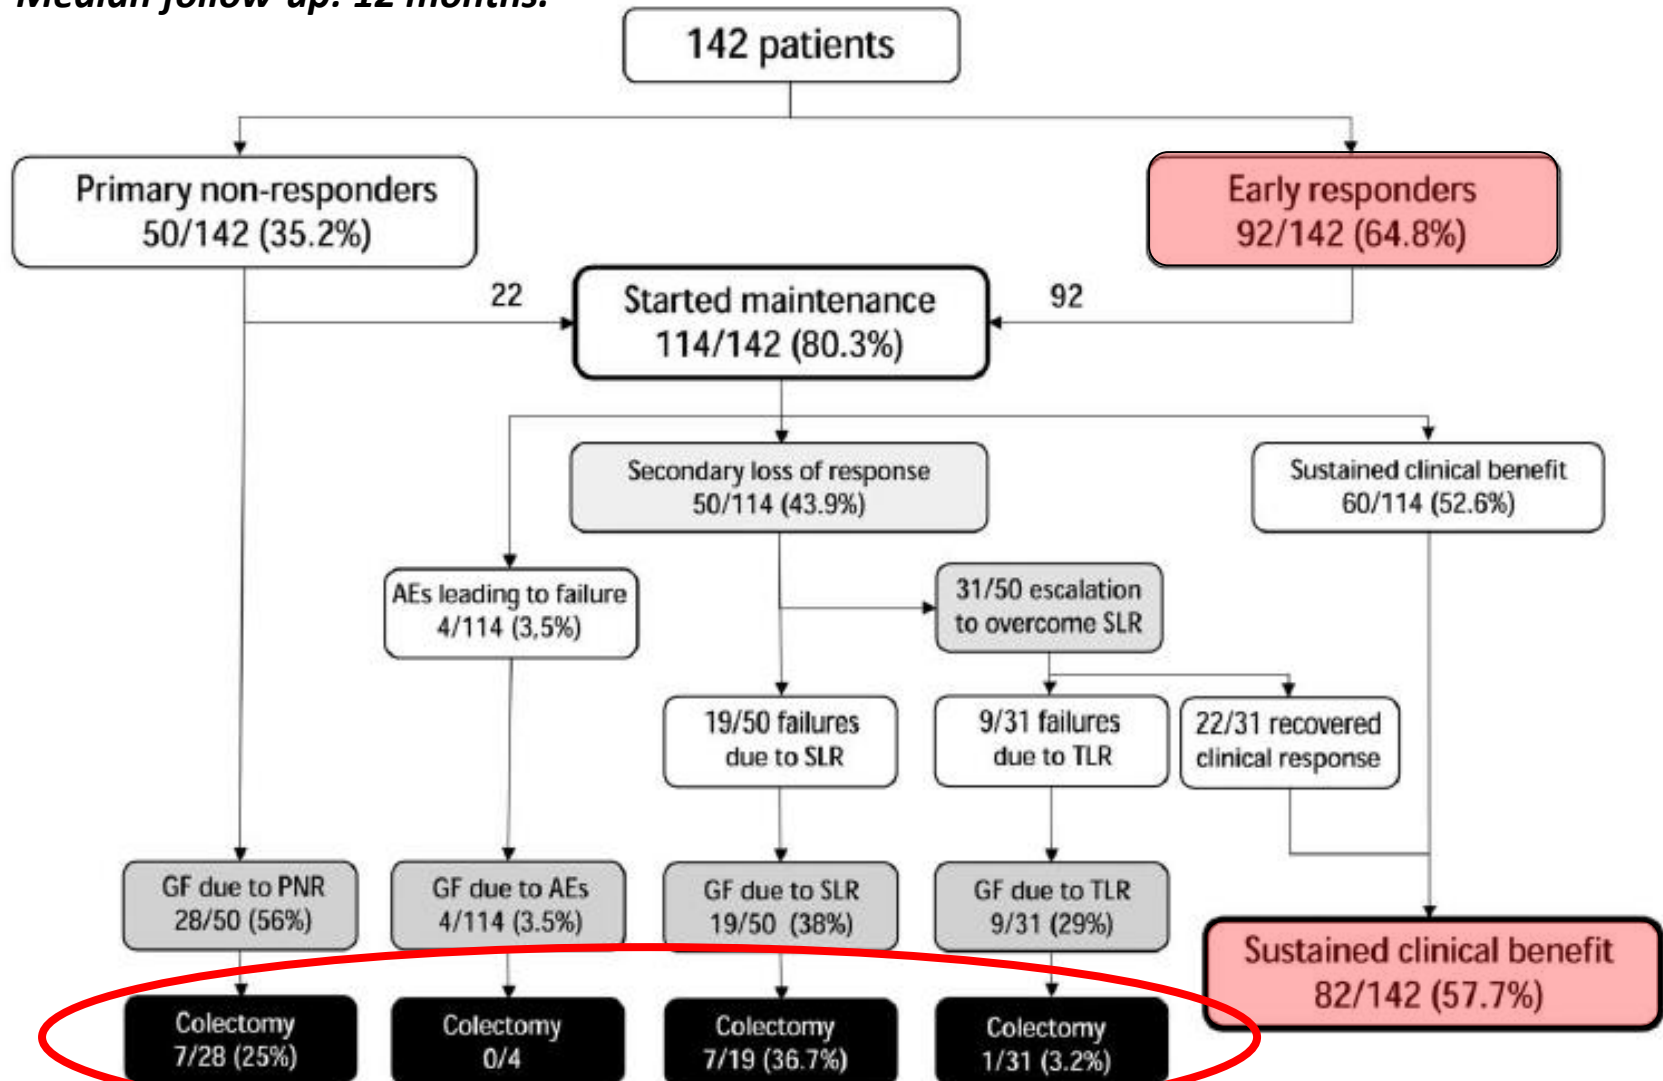 Median follow-up: 12 months.
142 patients
Primary non-responders
50/142 (35.2%)
Early responders
92/142 (64.8%)
22
Started maintenance
114/142 (80.3%)
92
Secondary loss of response
50/114 (43.9%)
Sustained clinical benefit
60/114 (52.6%)
AEs leading to failure
4/114 (3,5%)
31/50 escalation
to overcome SLR
19/50 failures
due to SLR
9/31 failures
due to TLR
22/31 recovered
clinical response
GF due to PNR
28/50 (56%)
GF due to AEs
4/114 (3.5%)
GF due to SLR
19/50 (38%)
GF due to TLR
9/31 (29%)
Sustained clinical benefit
82/142 (57.7%)
Colectomy
7/28 (25%)
Colectomy
0/4
Colectomy
7/19 (36.7%)
Colectomy
1/31 (3.2%)